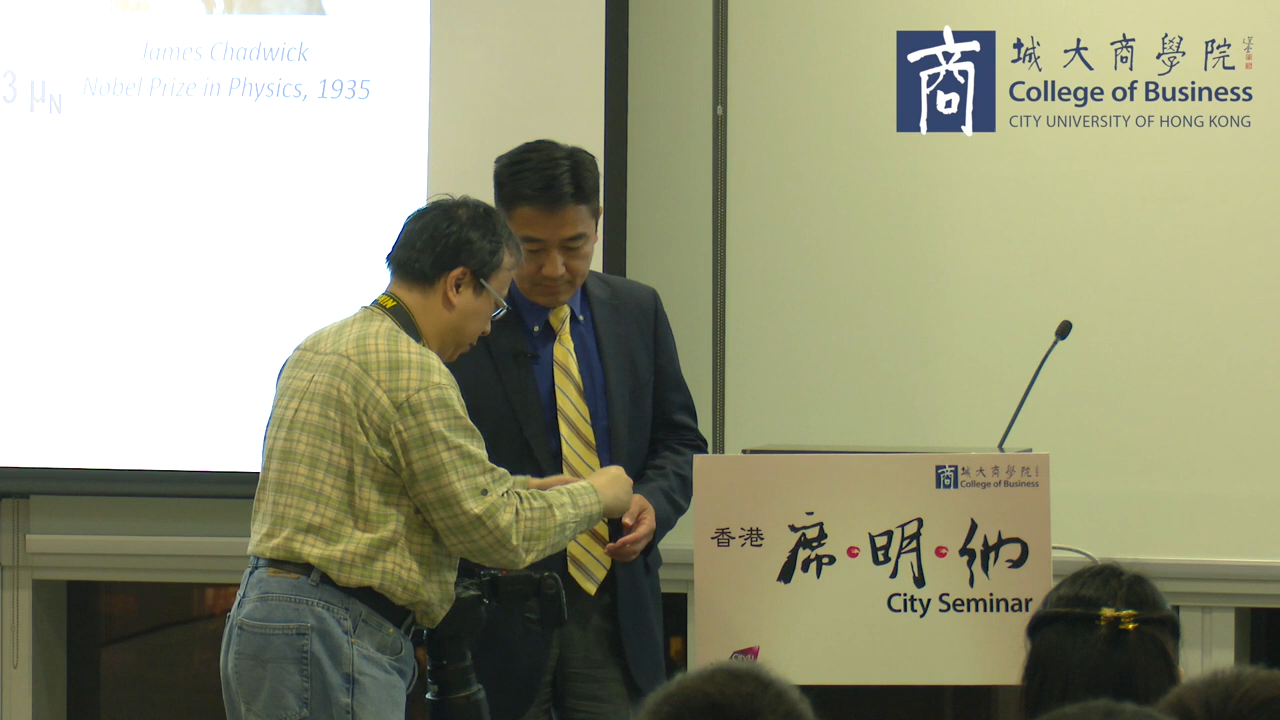 James Chadwick
Nobel Prize in Physics, 1935
3 μN
城大商學院
商
College of Business
CITY UNIVERSITY OF HONG KONG
商
城大商學院
College of Business
香港
席・明・納
City Seminar
CityU